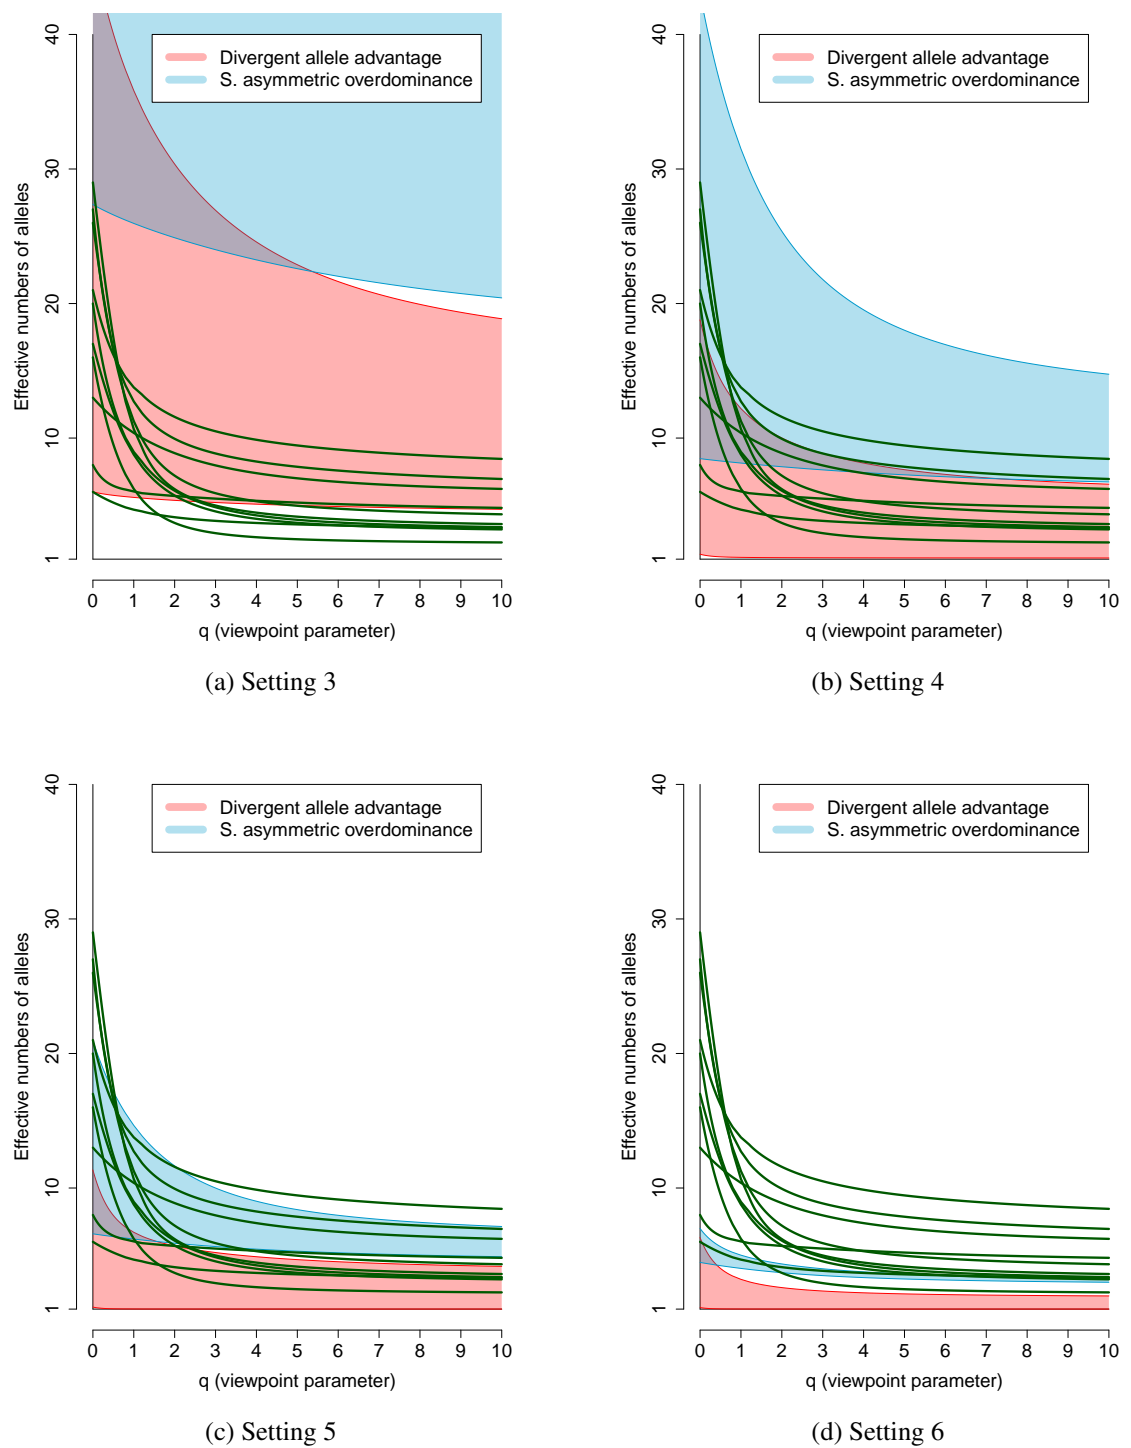 Effective numbers of alleles
40
30
20
10
1
Divergent allele advantage
S. asymmetric overdominance
0 1 2 3 4 5 6 7 8 9 10
q (viewpoint parameter)
(a) Setting 3
Effective numbers of alleles
40
30
20
10
1
Divergent allele advantage
S. asymmetric overdominance
0 1 2 3 4 5 6 7 8 9 10
q (viewpoint parameter)
(b) Setting 4
Effective numbers of alleles
40
30
20
10
1
Divergent allele advantage
S. asymmetric overdominance
0 1 2 3 4 5 6 7 8 9 10
q (viewpoint parameter)
(c) Setting 5
Effective numbers of alleles
40
30
20
10
1
Divergent allele advantage
S. asymmetric overdominance
0 1 2 3 4 5 6 7 8 9 10
q (viewpoint parameter)
(d) Setting 6